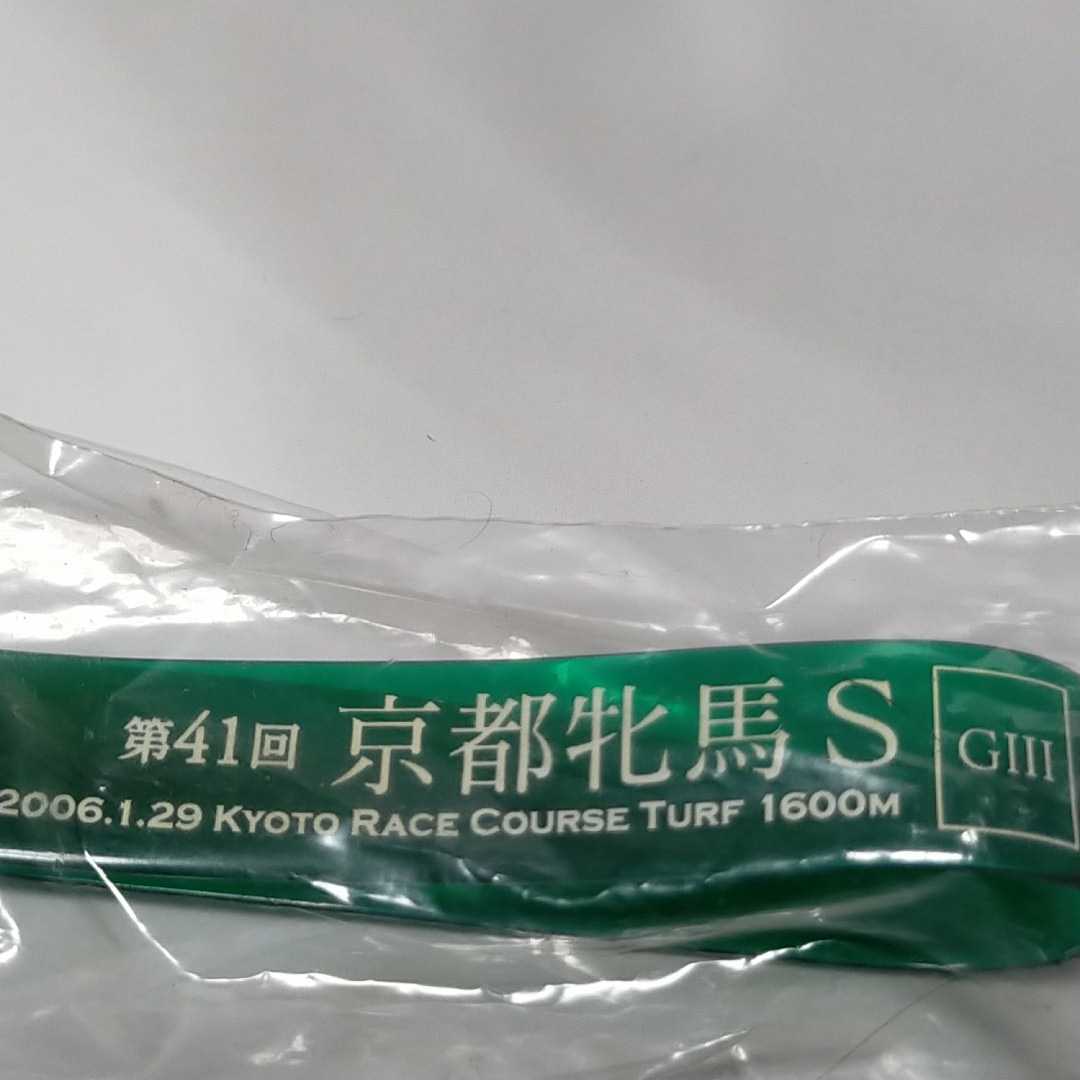 第41回 京都牝馬S GIII
2006.1.29 KYOTO RACE COURSE TURF 1600M